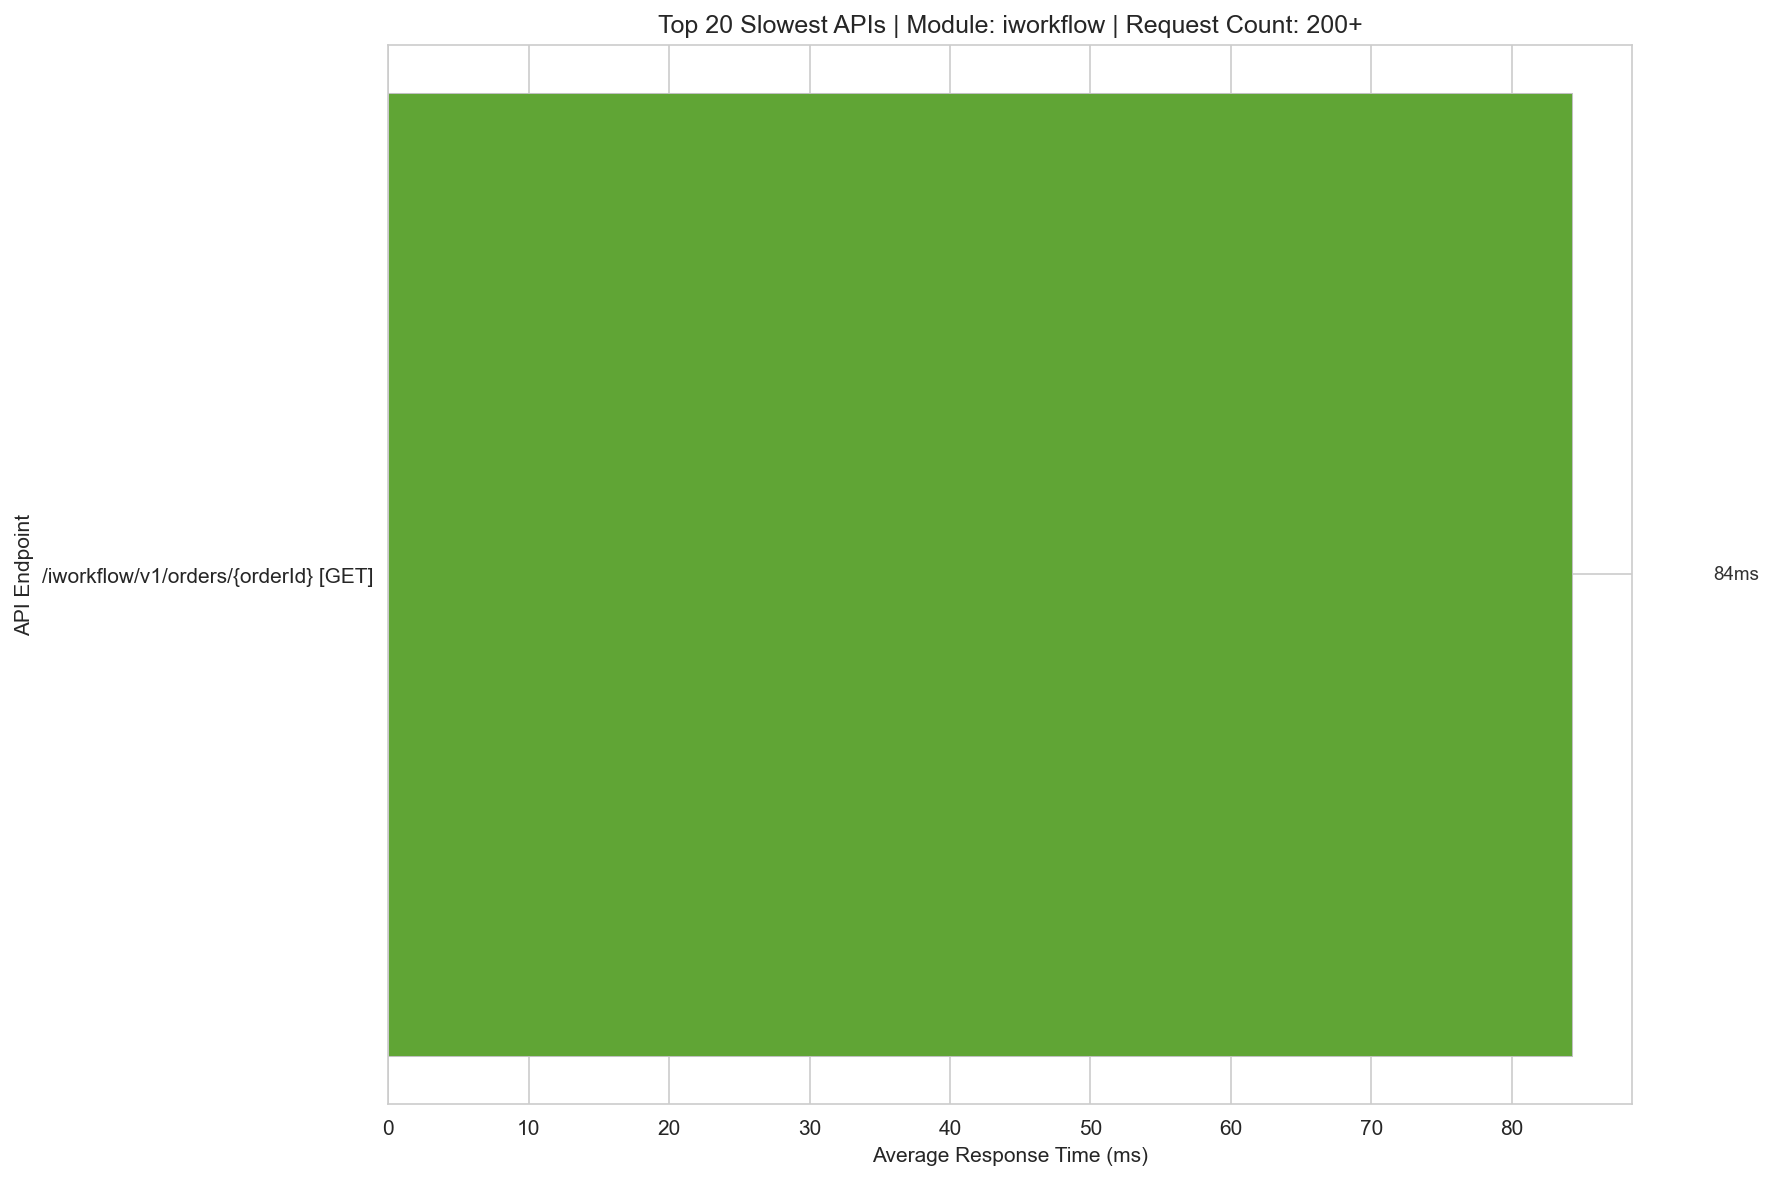 Top 20 Slowest APIs | Module: iworkflow | Request Count: 200+
API Endpoint
/iworkflow/v1/orders/{orderId} [GET]
84ms
0 10 20 30 40 50 60 70 80
Average Response Time (ms)